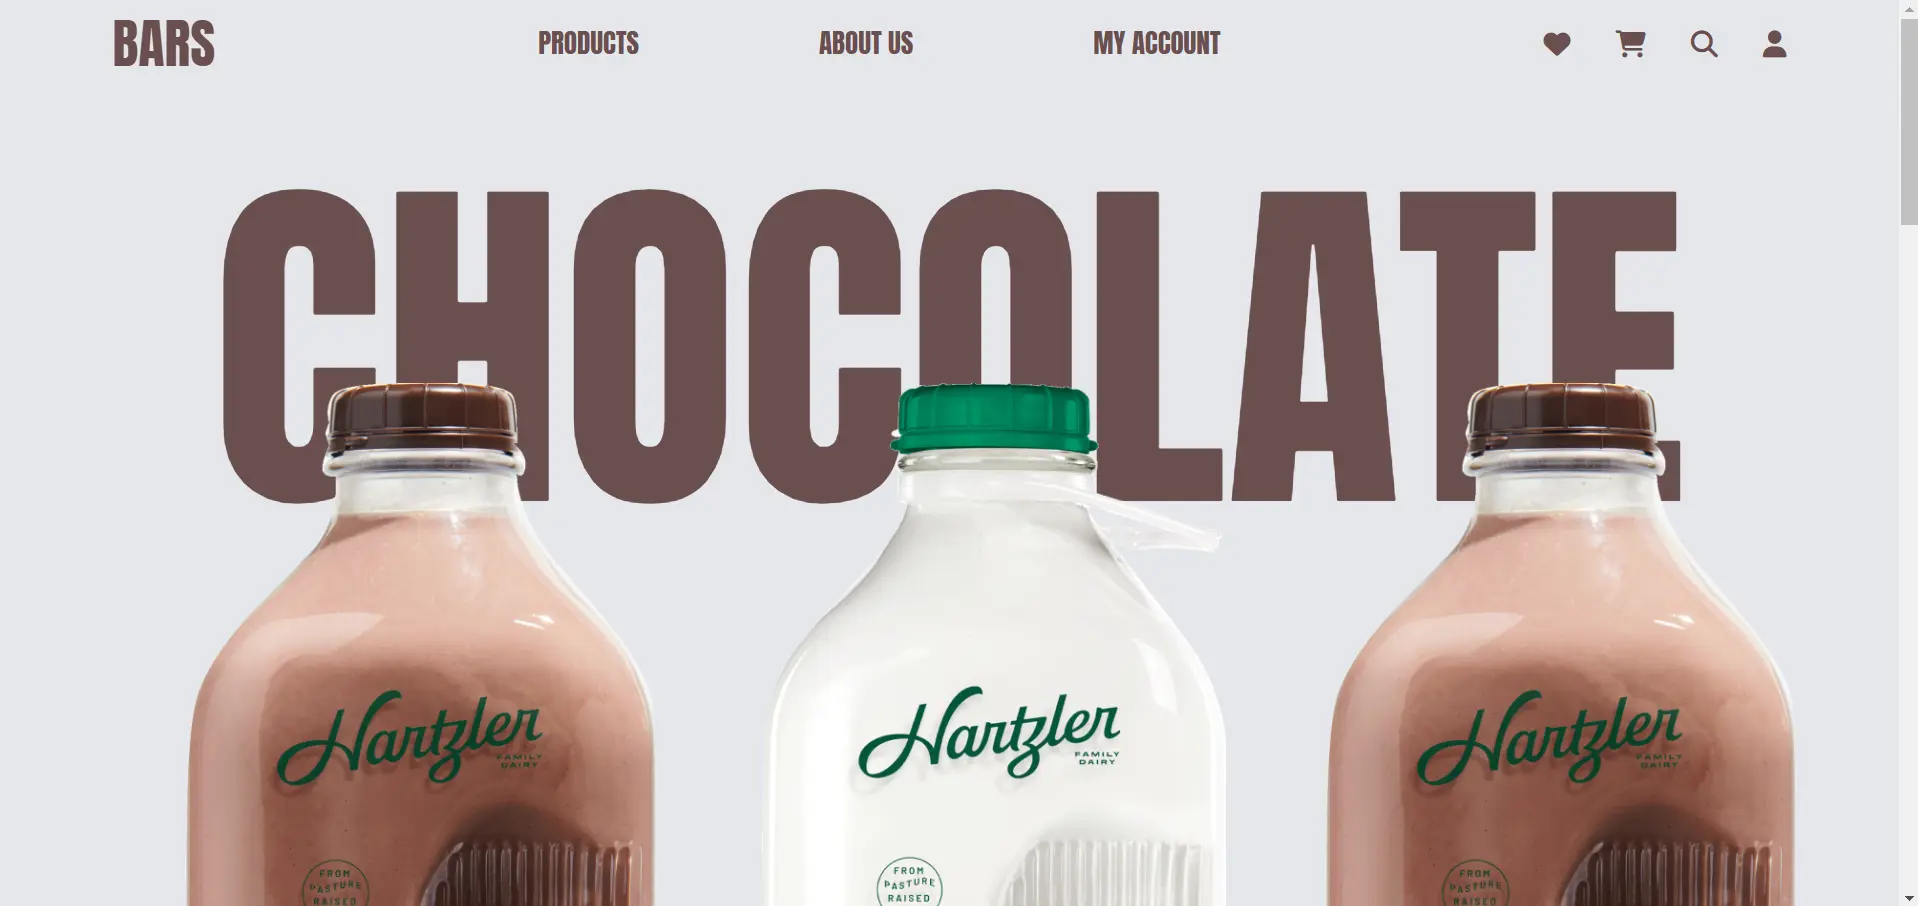 BARS
PRODUCTS
ABOUT US
MY ACCOUNT
CHOCOLATE
Hartzler
FAMILY
DAIRY
Hartzler
FAMILY
DAIRY
Hartzler
FAMILY
DAIRY
FROM
PASTURE
RAISED
FROM
PASTURE
RAISED
FROM
PASTURE
RAISED